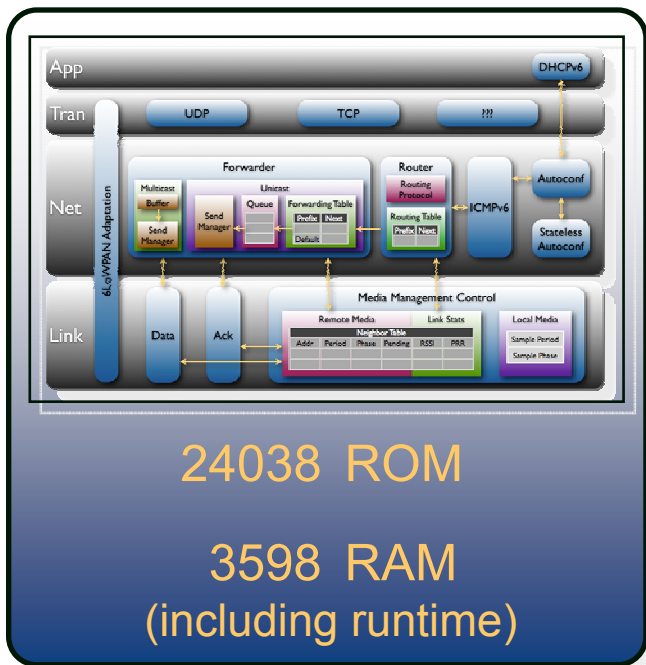 App
DHCPv6
Tran
UDP
TCP
???
Net
6LoWPAN Adaptation
Forwarder
Multicast
Buffer
Send
Manager
Unicast
Send
Manager
Queue
Forwarding Table
Prefix Next
Default
Router
Routing
Protocol
Routing Table
Prefix Next
ICMPv6
Autoconf
Stateless
Autoconf
Link
Data
Ack
Media Management Control
Remote Media
Link Stats
Neighbor Table
Addr Period Phase Pending RSSI PRR
Local Media
Sample Period
Sample Phase
24038 ROM
3598 RAM
(including runtime)